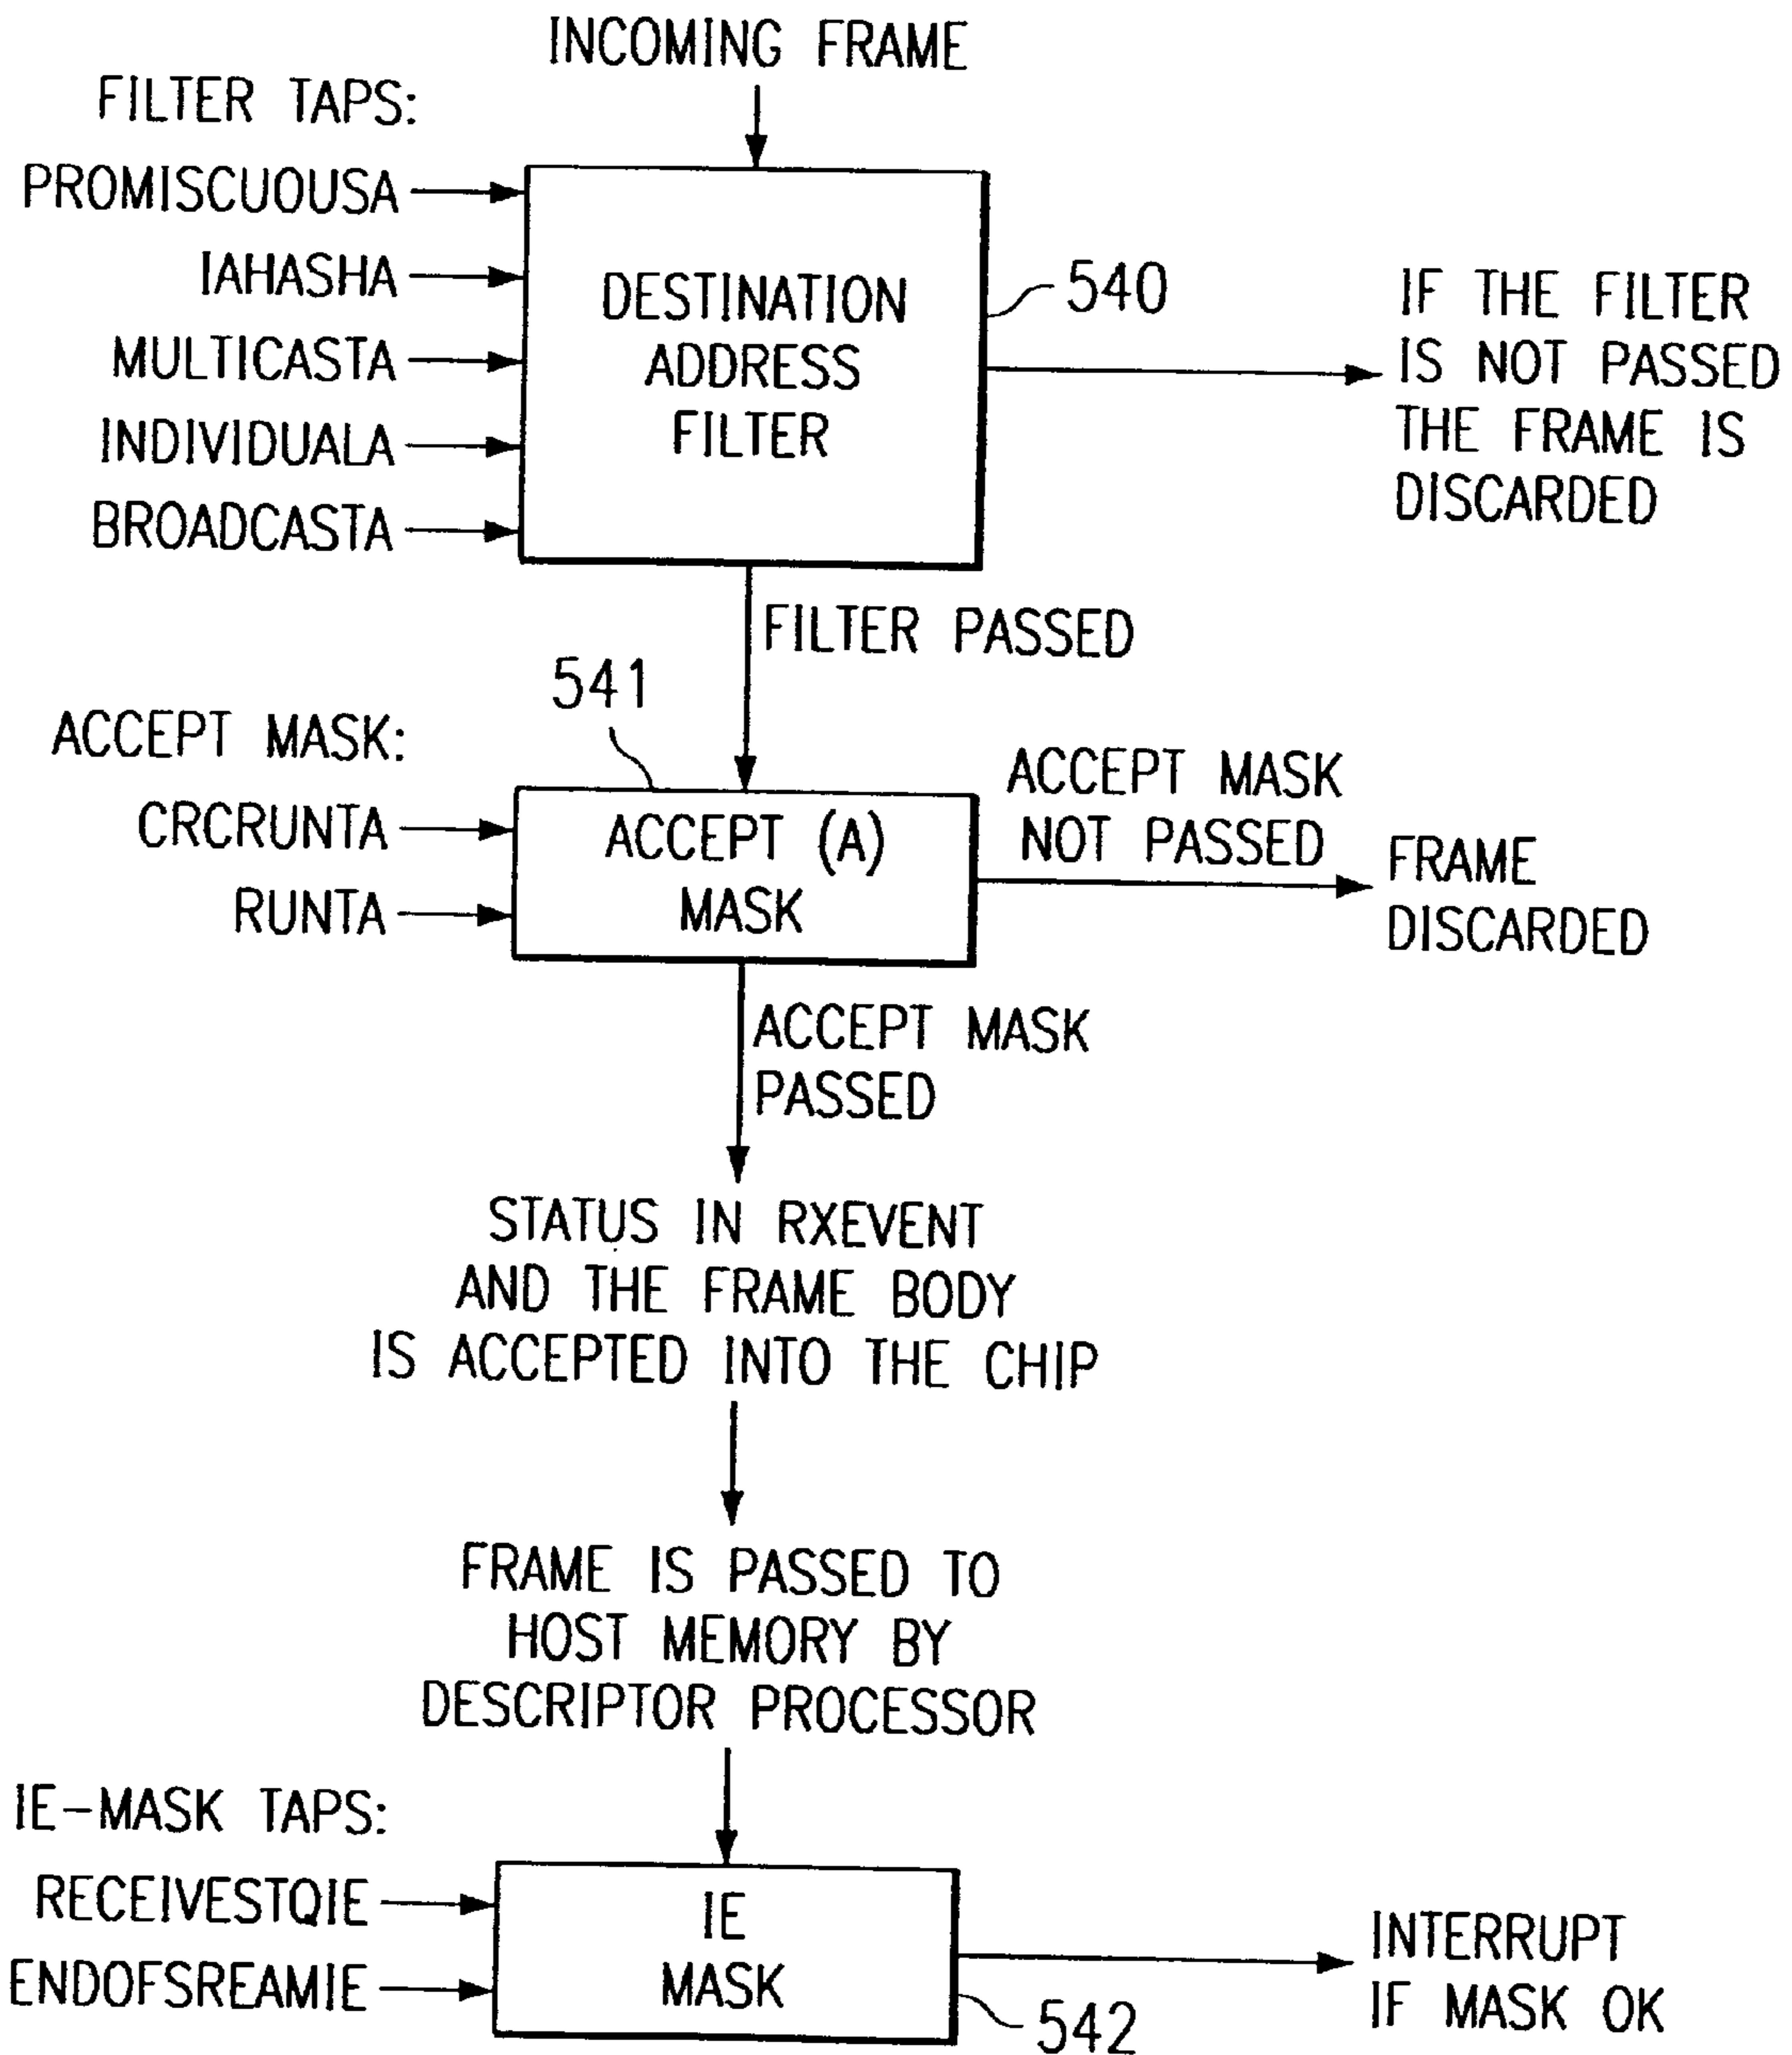 INCOMING FRAME
FILTER TAPS:
PROMISCUOUSA
IAHASHA
MULTICASTA
INDIVIDUALA
BROADCASTA
DESTINATION
ADDRESS
FILTER
540
IF THE FILTER
IS NOT PASSED
THE FRAME IS
DISCARDED
FILTER PASSED
541
ACCEPT MASK:
CRCRUNTA
RUNTA
ACCEPT (A)
MASK
ACCEPT MASK
NOT PASSED
FRAME
DISCARDED
ACCEPT MASK
PASSED
STATUS IN RXEVENT
AND THE FRAME BODY
IS ACCEPTED INTO THE CHIP
FRAME IS PASSED TO
HOST MEMORY BY
DESCRIPTOR PROCESSOR
IE-MASK TAPS:
RECEIVESTQIE
ENDOFSREAMIE
IE
MASK
542
INTERRUPT
IF MASK OK